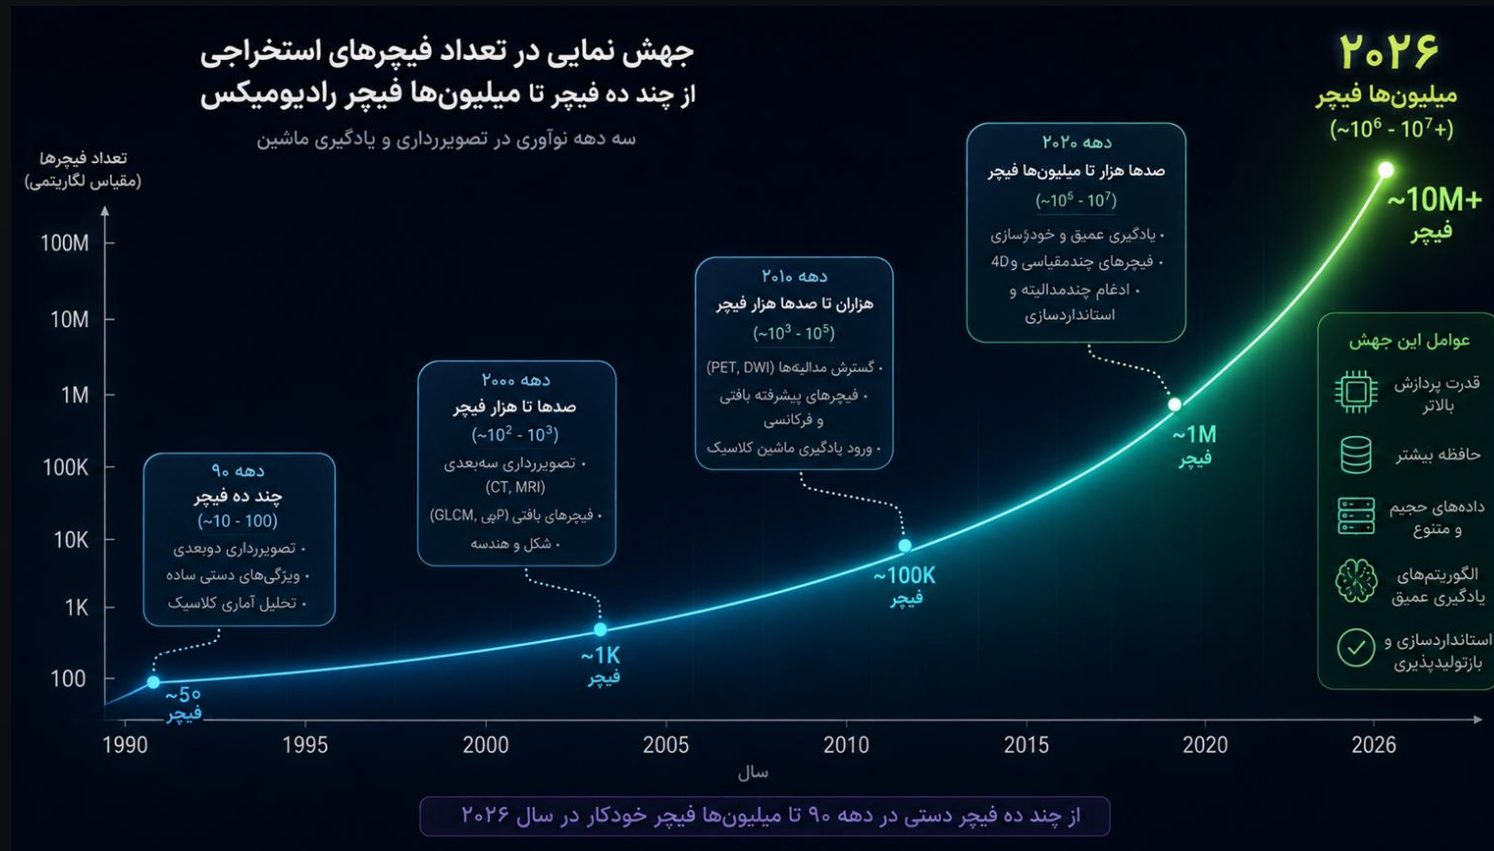 جهش نمایی در تعداد فیچرهای استخراجی
از چند ده فیچر تا میلیون‌ها فیچر رادیومیکس
سه دهه نوآوری در تصویررداری و یادگیری ماشین
۲۰۲۶
میلیون‌ها فیچر
(~10⁶ - 10⁷+)
~10M+
فیچر
تعداد فیچرها
(مقیاس لگاریتمی)
100M
10M
1M
100K
10K
1K
100
دهه ۹۰
چند ده فیچر
(~10 - 100)
• تصویررداری دوبعدی
• ویژگی‌های دستی ساده
• تحلیل آماری کلاسیک
~5०
فیچر
دهه ۲۰۰۰
صدها تا هزار فیچر
(~10² - 10³)
• تصویررداری سه‌بعدی
(CT, MRI)
• فیچرهای بافتی (GLCM,
• شکل و هندسه
~1K
فیچر
دهه ۲۰۱۰
هزاران تا صدها هزار فیچر
(~10³ - 10⁵)
• گسترش مدالیته‌ها (PET, DWI)
• فیچرهای پیشرفته بافتی
و فرکانسی
• ورود یادگیری ماشین کلاسیک
~100K
فیچر
دهه ۲۰۲۰
صدها هزار تا میلیون‌ها فیچر
(~10⁵ - 10⁷)
• یادگیری عمیق و
• فیچرهای چندمقیاسی و 4D
• ادغام چندمدالیته و
استانداردسازی
~1M
فیچر
عوامل این جهش
قدرت پردازش
بالاتر
حافظه بیشتر
داده‌های حجیم
و متنوع
الگوریتم‌های
یادگیری عمیق
استانداردسازی و
بازتولیدپذیری
1990
1995
2000
2005
2010
2015
2020
2026
سال
از چند ده فیچر دستی در دهه ۹۰ تا میلیون‌ها فیچر خودکار در سال ۲۰۲۶